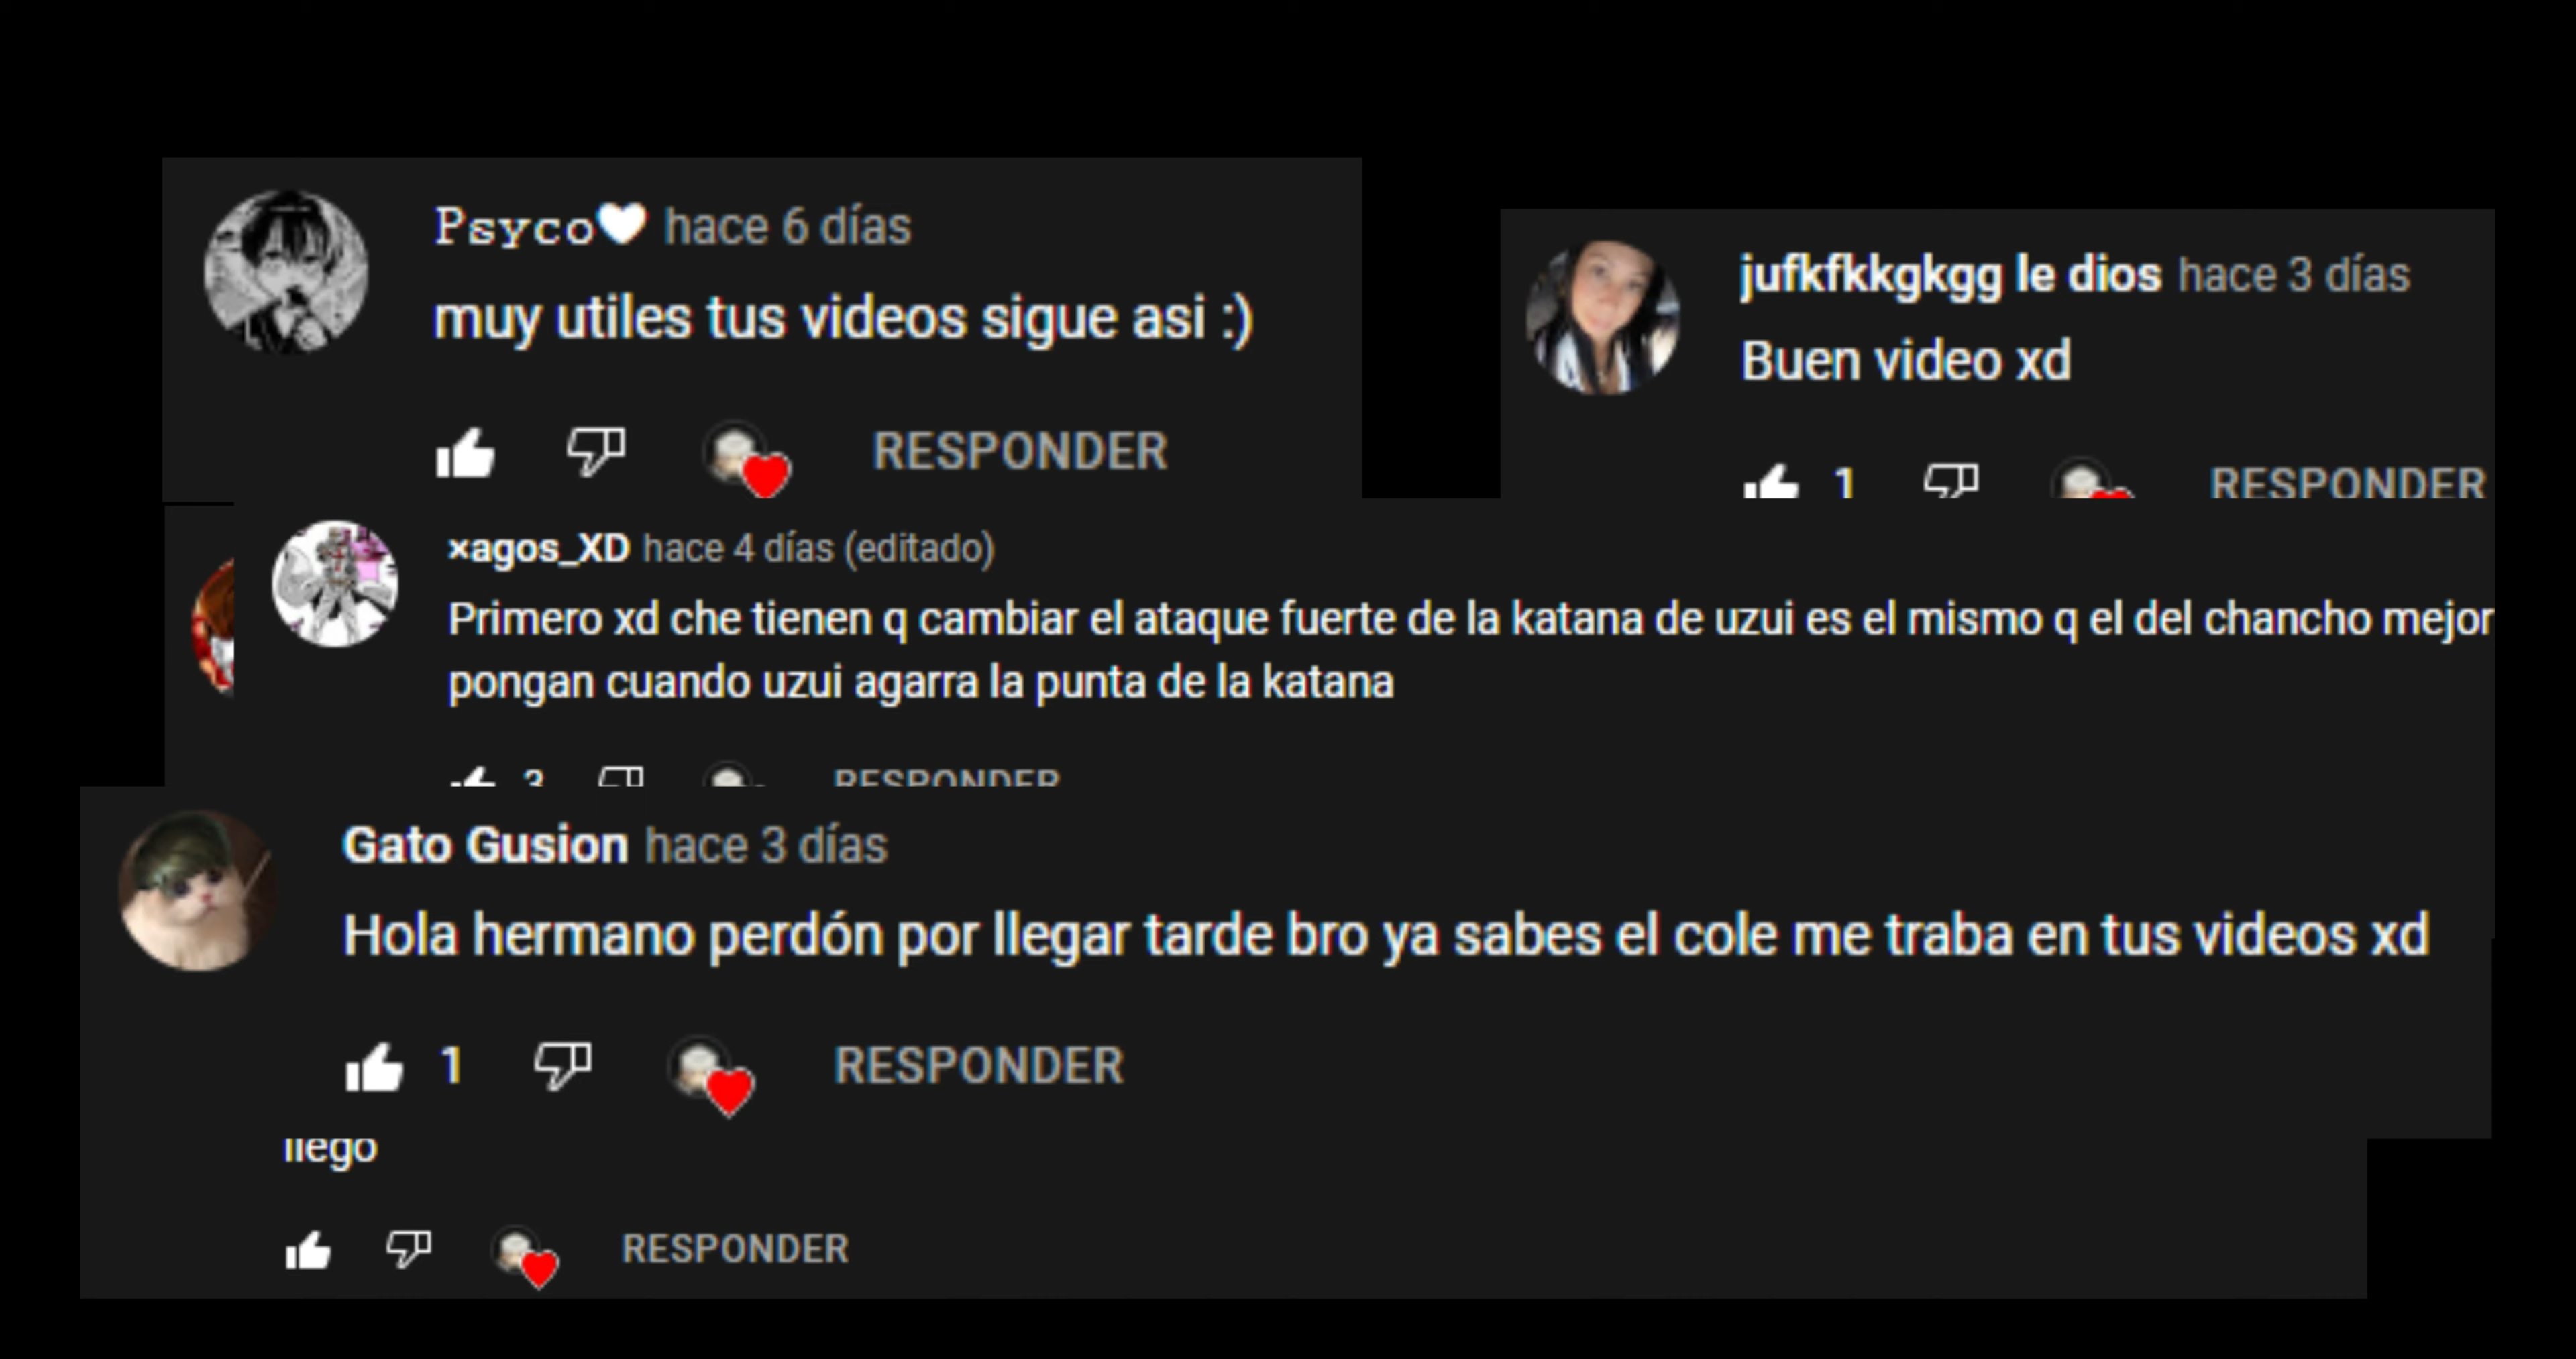 Psyco🤍 hace 6 días
muy utiles tus videos sigue asi :)
RESPONDER
jufkfkkgkgg le dios hace 3 días
Buen video xd
1 RESPONDER
×agos_XD hace 4 días (editado)
Primero xd che tienen q cambiar el ataque fuerte de la katana de uzui es el mismo q el del chancho mejor
pongan cuando uzui agarra la punta de la katana
3 RESPONDER
Gato Gusion hace 3 días
Hola hermano perdón por llegar tarde bro ya sabes el cole me traba en tus videos xd
1 RESPONDER
llego
RESPONDER